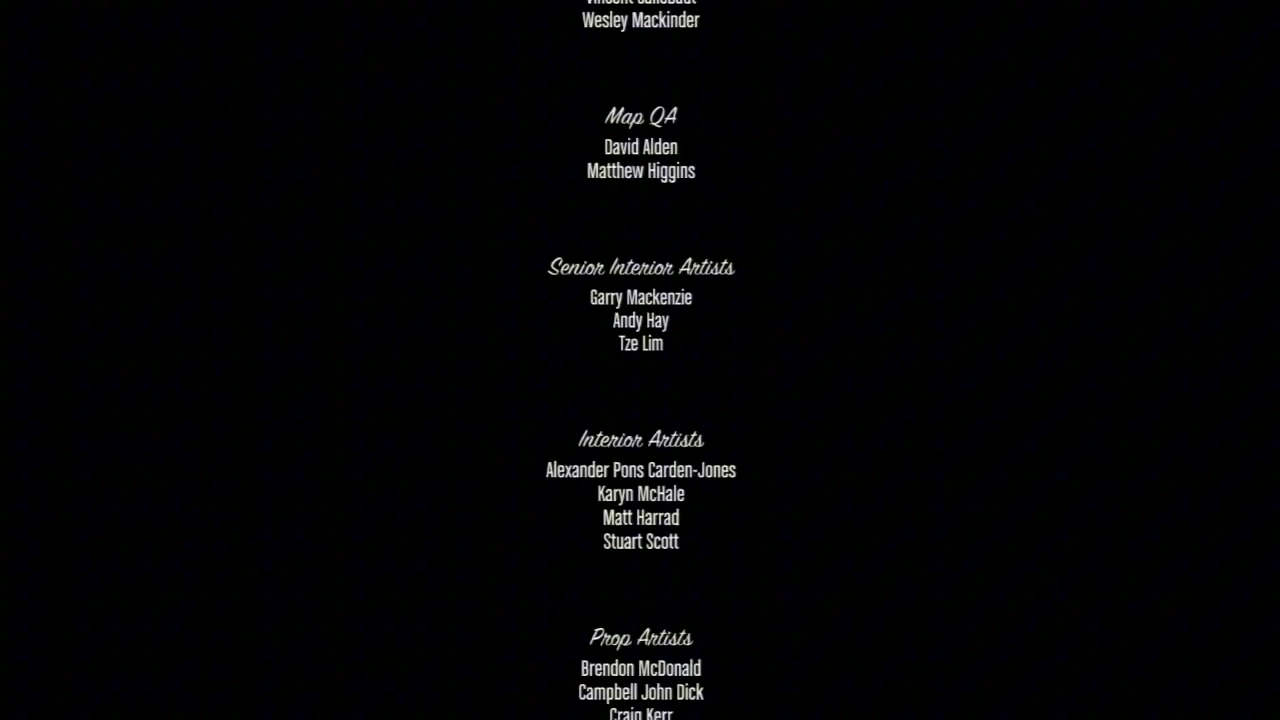 Wesley Mackinder
Map QA
David Alden
Matthew Higgins
Senior Interior Artists
Garry Mackenzie
Andy Hay
Tze Lim
Interior Artists
Alexander Pons Carden-Jones
Karyn McHale
Matt Harrad
Stuart Scott
Prop Artists
Brendon McDonald
Campbell John Dick
Craig Kerr